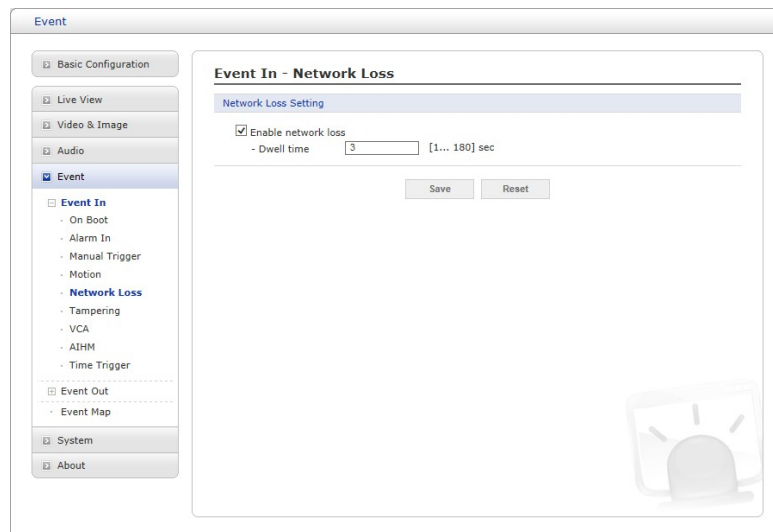 Event
Basic Configuration
Live View
Video & Image
Audio
Event
Event In
On Boot
Alarm In
Manual Trigger
Motion
Network Loss
Tampering
VCA
AIHM
Time Trigger
Event Out
Event Map
System
About
Event In - Network Loss
Network Loss Setting
Enable network loss
- Dwell time 3 [1... 180] sec
Save Reset